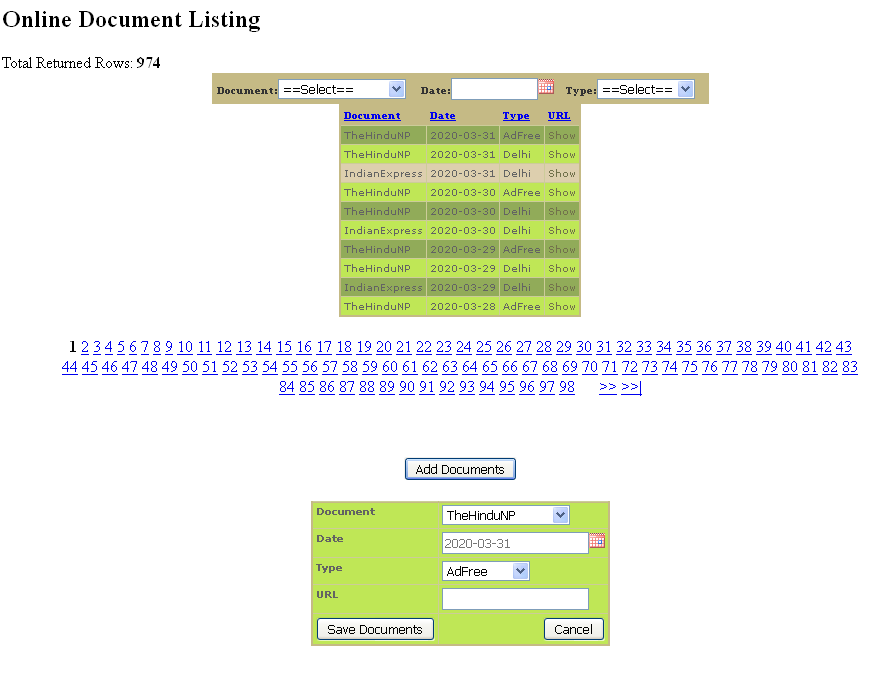 Online Document Listing
Total Returned Rows: 974
Document: ==Select== Date: Type: ==Select==
Document Date Type URL
TheHinduNP 2020-03-31 AdFree Show
TheHinduNP 2020-03-31 Delhi Show
IndianExpress 2020-03-31 Delhi Show
TheHinduNP 2020-03-30 AdFree Show
TheHinduNP 2020-03-30 Delhi Show
IndianExpress 2020-03-30 Delhi Show
TheHinduNP 2020-03-29 AdFree Show
TheHinduNP 2020-03-29 Delhi Show
IndianExpress 2020-03-29 Delhi Show
TheHinduNP 2020-03-28 AdFree Show
1 2 3 4 5 6 7 8 9 10 11 12 13 14 15 16 17 18 19 20 21 22 23 24 25 26 27 28 29 30 31 32 33 34 35 36 37 38 39 40 41 42 43
44 45 46 47 48 49 50 51 52 53 54 55 56 57 58 59 60 61 62 63 64 65 66 67 68 69 70 71 72 73 74 75 76 77 78 79 80 81 82 83
84 85 86 87 88 89 90 91 92 93 94 95 96 97 98 >> >>|
Add Documents
Document TheHinduNP
Date 2020-03-31
Type AdFree
URL
Save Documents Cancel